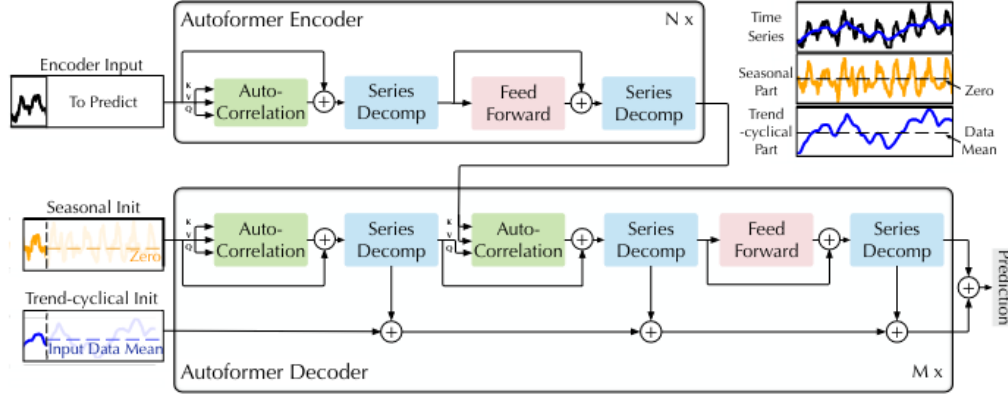 Autoformer Encoder
N x
Encoder Input
To Predict
K
V
Q
Auto-
Correlation
+
Series
Decomp
Feed
Forward
+
Series
Decomp
Time
Series
Seasonal
Part
Zero
Trend
-cyclical
Part
Data
Mean
Seasonal Init
Zero
Trend-cyclical Init
Input Data Mean
K
V
Q
Auto-
Correlation
+
Series
Decomp
K
V
Q
Auto-
Correlation
+
Series
Decomp
Feed
Forward
+
Series
Decomp
+
+
+
+
Prediction
Autoformer Decoder
M x